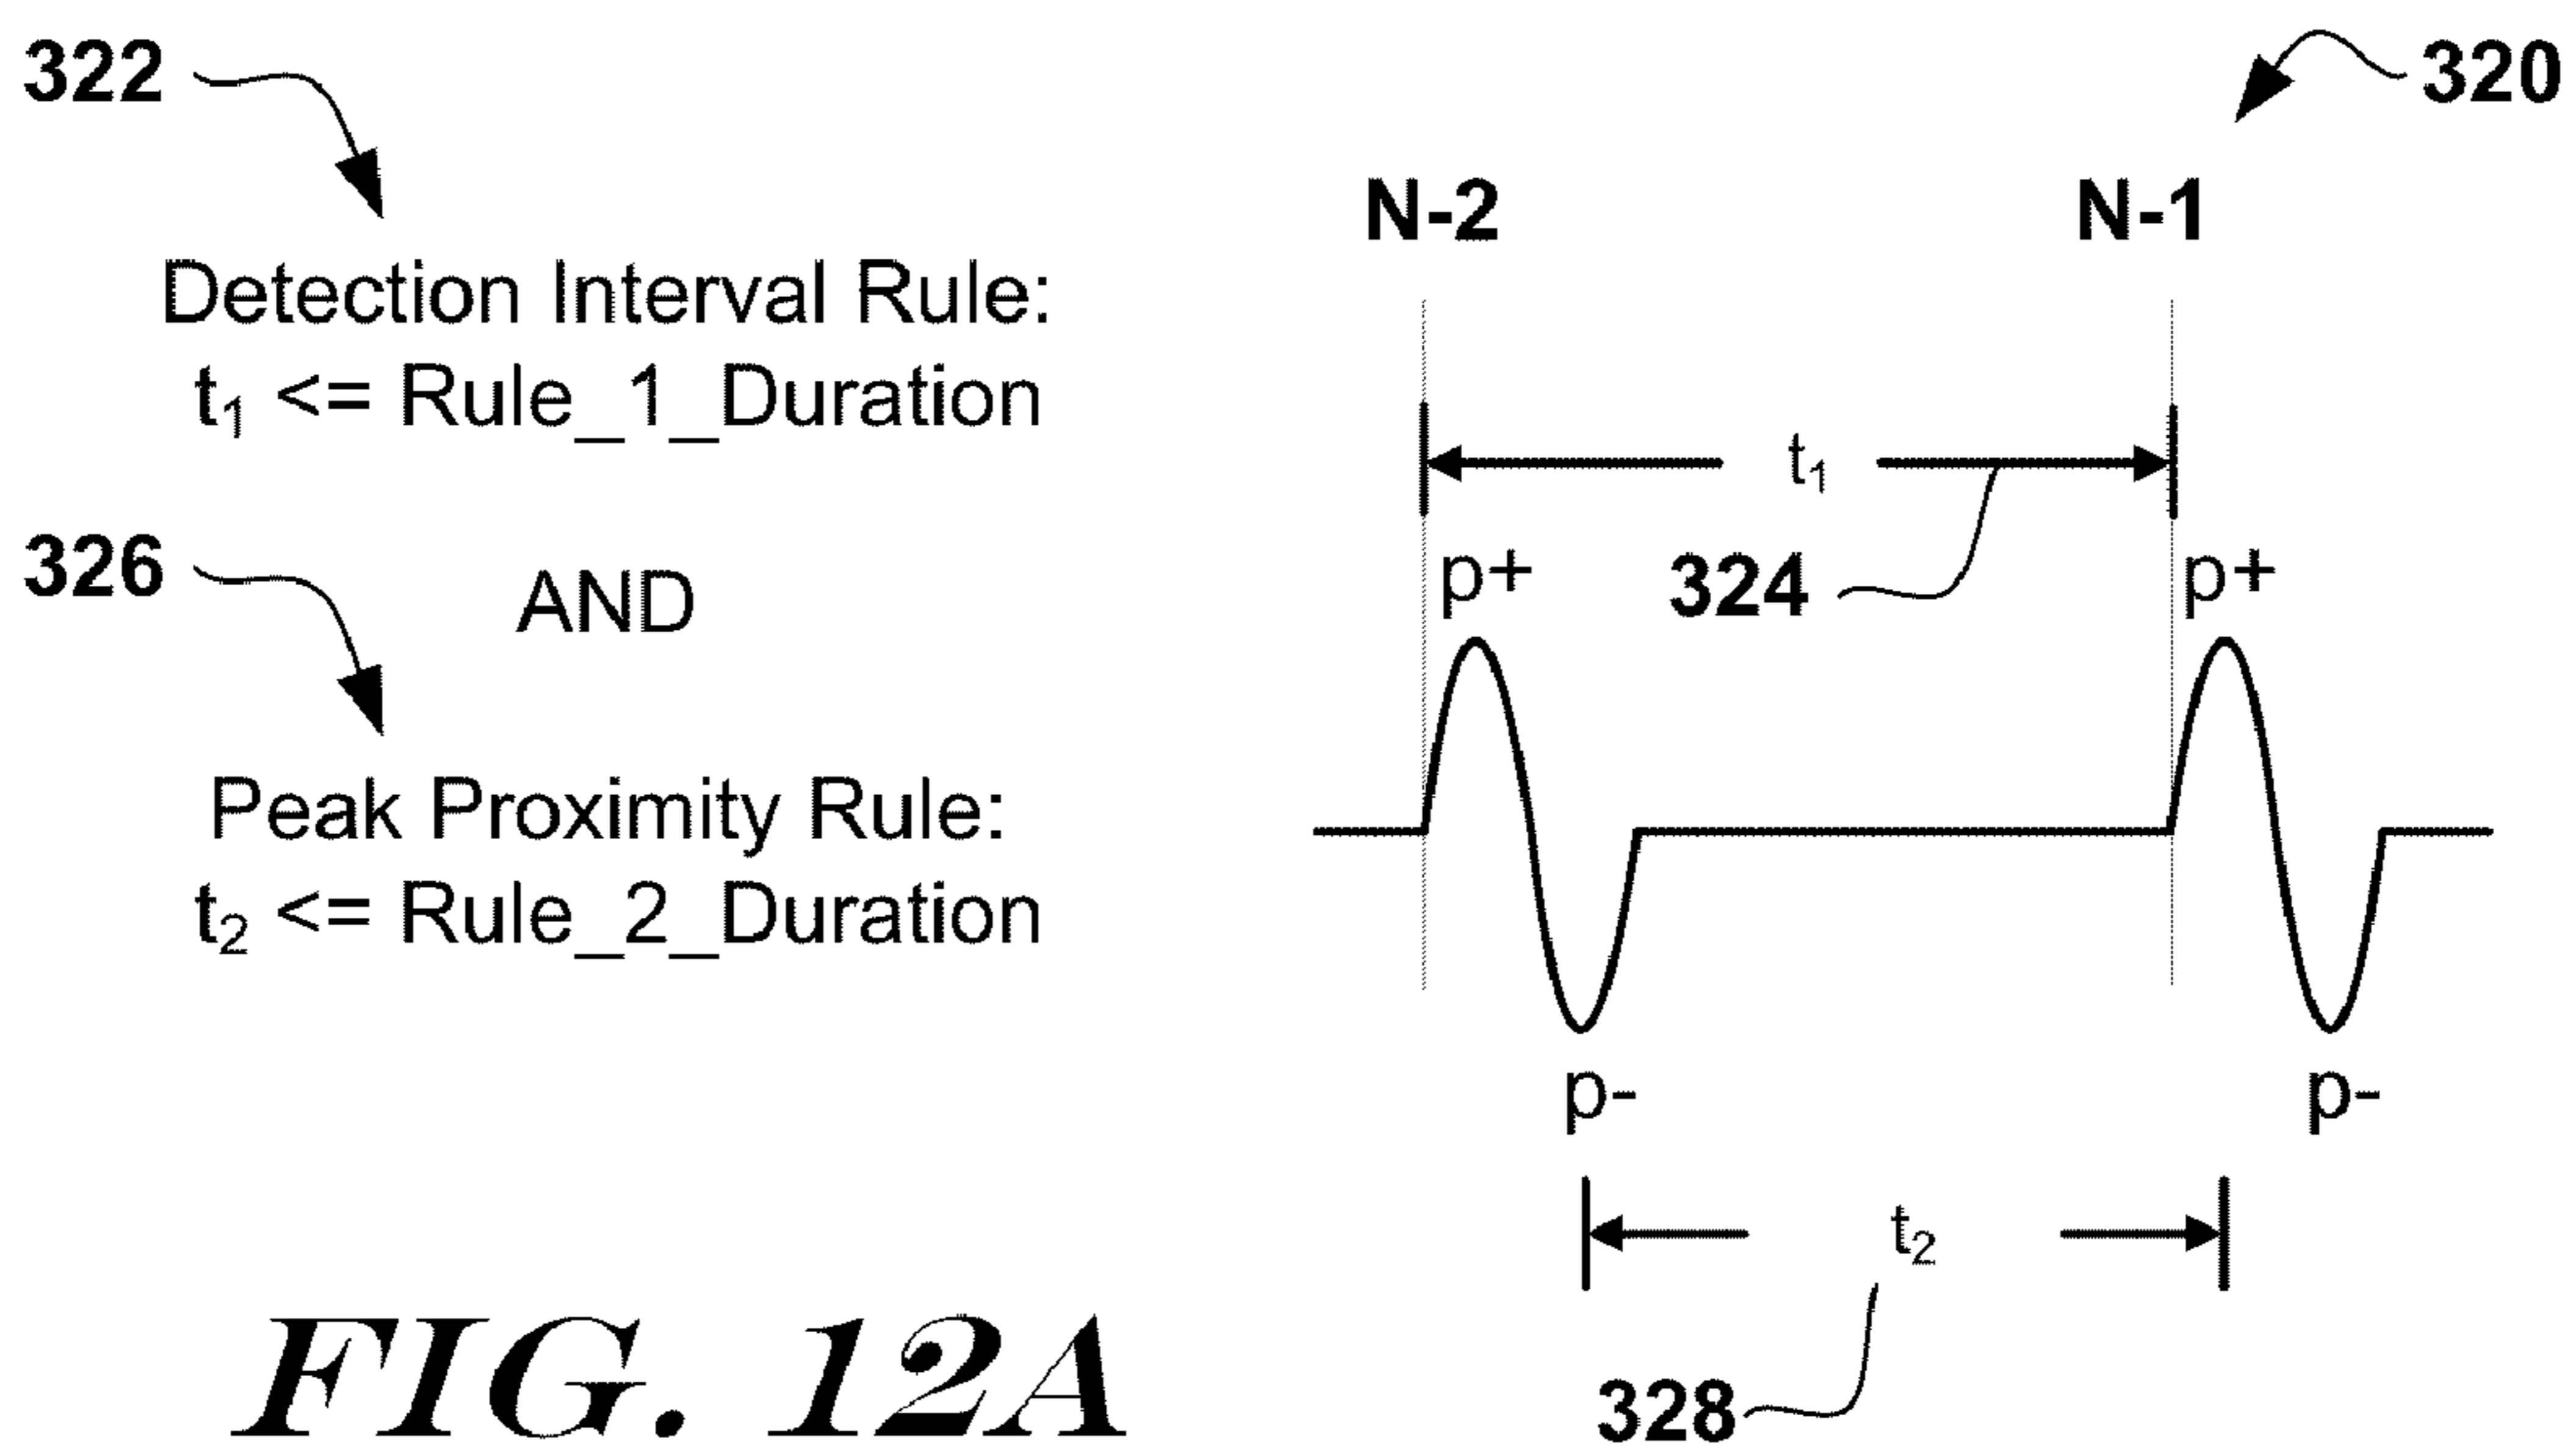 322
320
N-2
N-1
Detection Interval Rule:
t₁ <= Rule_1_Duration
t₁
326
AND
p+
324
p+
Peak Proximity Rule:
t₂ <= Rule_2_Duration
p-
p-
t₂
328
FIG. 12A